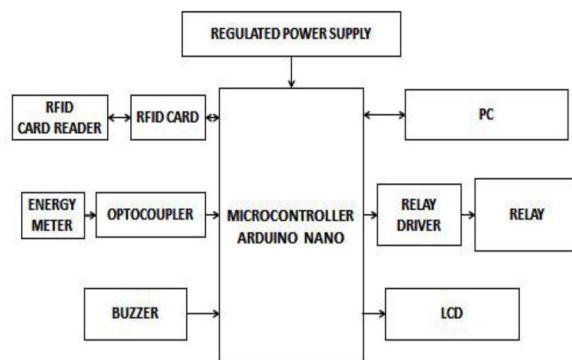 REGULATED POWER SUPPLY
RFID
CARD READER
RFID CARD
PC
ENERGY
METER
OPTOCOUPLER
MICROCONTROLLER
ARDUINO NANO
RELAY
DRIVER
RELAY
BUZZER
LCD